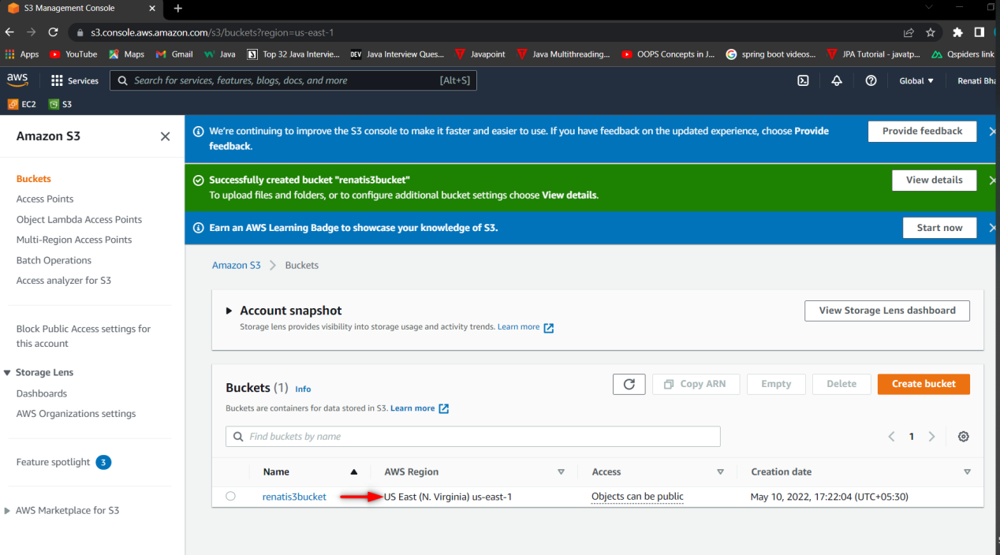 S3 Management Console
s3.console.aws.amazon.com/s3/buckets?region=us-east-1
Apps YouTube Maps Gmail Java Top 32 Java Intervie... DEV Java Interview Ques... Javapoint Java Multithreading... OOPS Concepts in J... spring boot videos... JPA Tutorial - javatp... Qspiders link
aws Services Search for services, features, blogs, docs, and more [Alt+S] Global Renati Bha
EC2 S3
Amazon S3
Buckets
Access Points
Object Lambda Access Points
Multi-Region Access Points
Batch Operations
Access analyzer for S3
Block Public Access settings for
this account
Storage Lens
Dashboards
AWS Organizations settings
Feature spotlight 3
AWS Marketplace for S3
We're continuing to improve the S3 console to make it faster and easier to use. If you have feedback on the updated experience, choose Provide
feedback.
Provide feedback
Successfully created bucket "renatis3bucket"
To upload files and folders, or to configure additional bucket settings choose View details.
View details
Earn an AWS Learning Badge to showcase your knowledge of S3.
Start now
Amazon S3 Buckets
Account snapshot
Storage lens provides visibility into storage usage and activity trends. Learn more
View Storage Lens dashboard
Buckets (1) Info
Copy ARN Empty Delete Create bucket
Buckets are containers for data stored in S3. Learn more
Find buckets by name
1
Name AWS Region Access Creation date
renatis3bucket US East (N. Virginia) us-east-1 Objects can be public May 10, 2022, 17:22:04 (UTC+05:30)